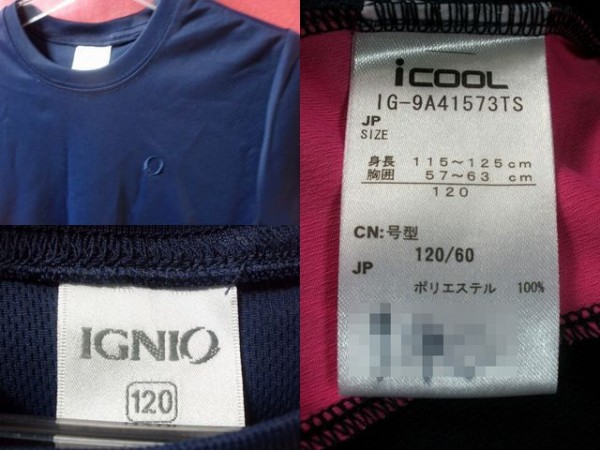 IGNIO
120
iCOOL
IG-9A41573TS
JP
SIZE
身長 115～125cm
胸囲 57～63 cm
120
CN:号型
JP 120/60
ポリエステル 100%